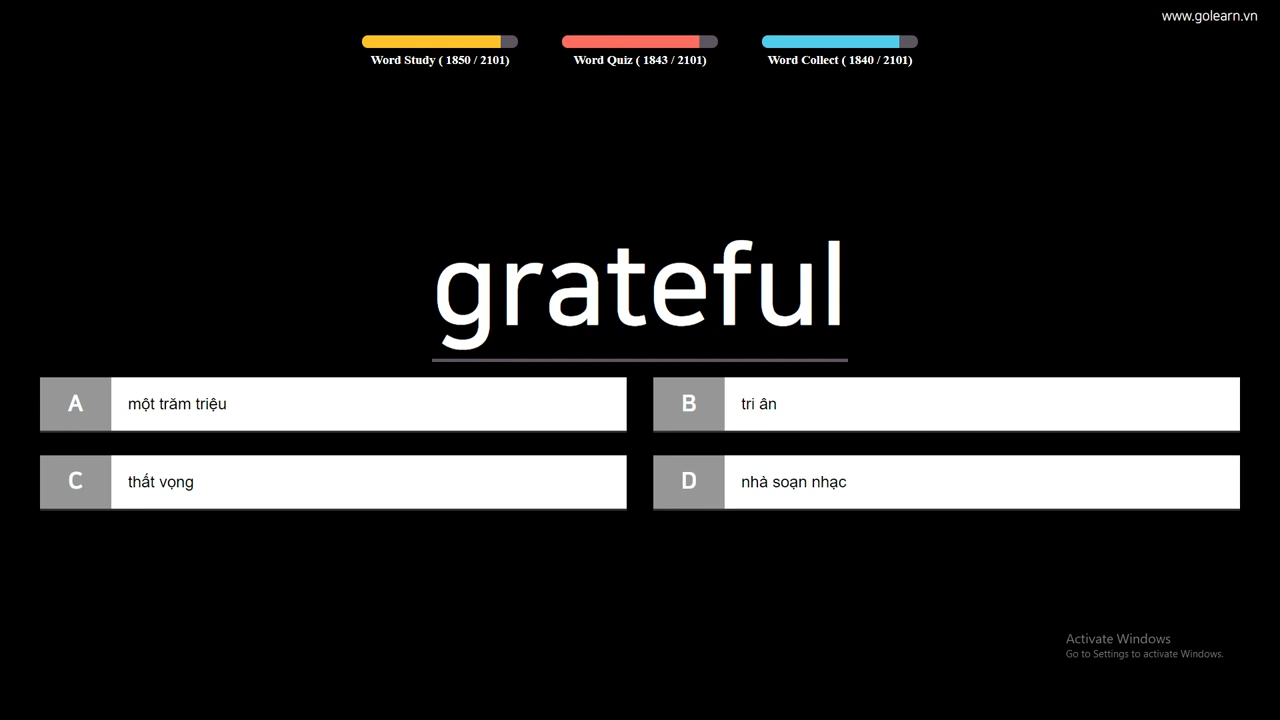 www.golearn.vn
Word Study ( 1850 / 2101)
Word Quiz ( 1843 / 2101)
Word Collect ( 1840 / 2101)
grateful
A một trăm triệu
B tri ân
C thất vọng
D nhà soạn nhạc
Activate Windows
Go to Settings to activate Windows.